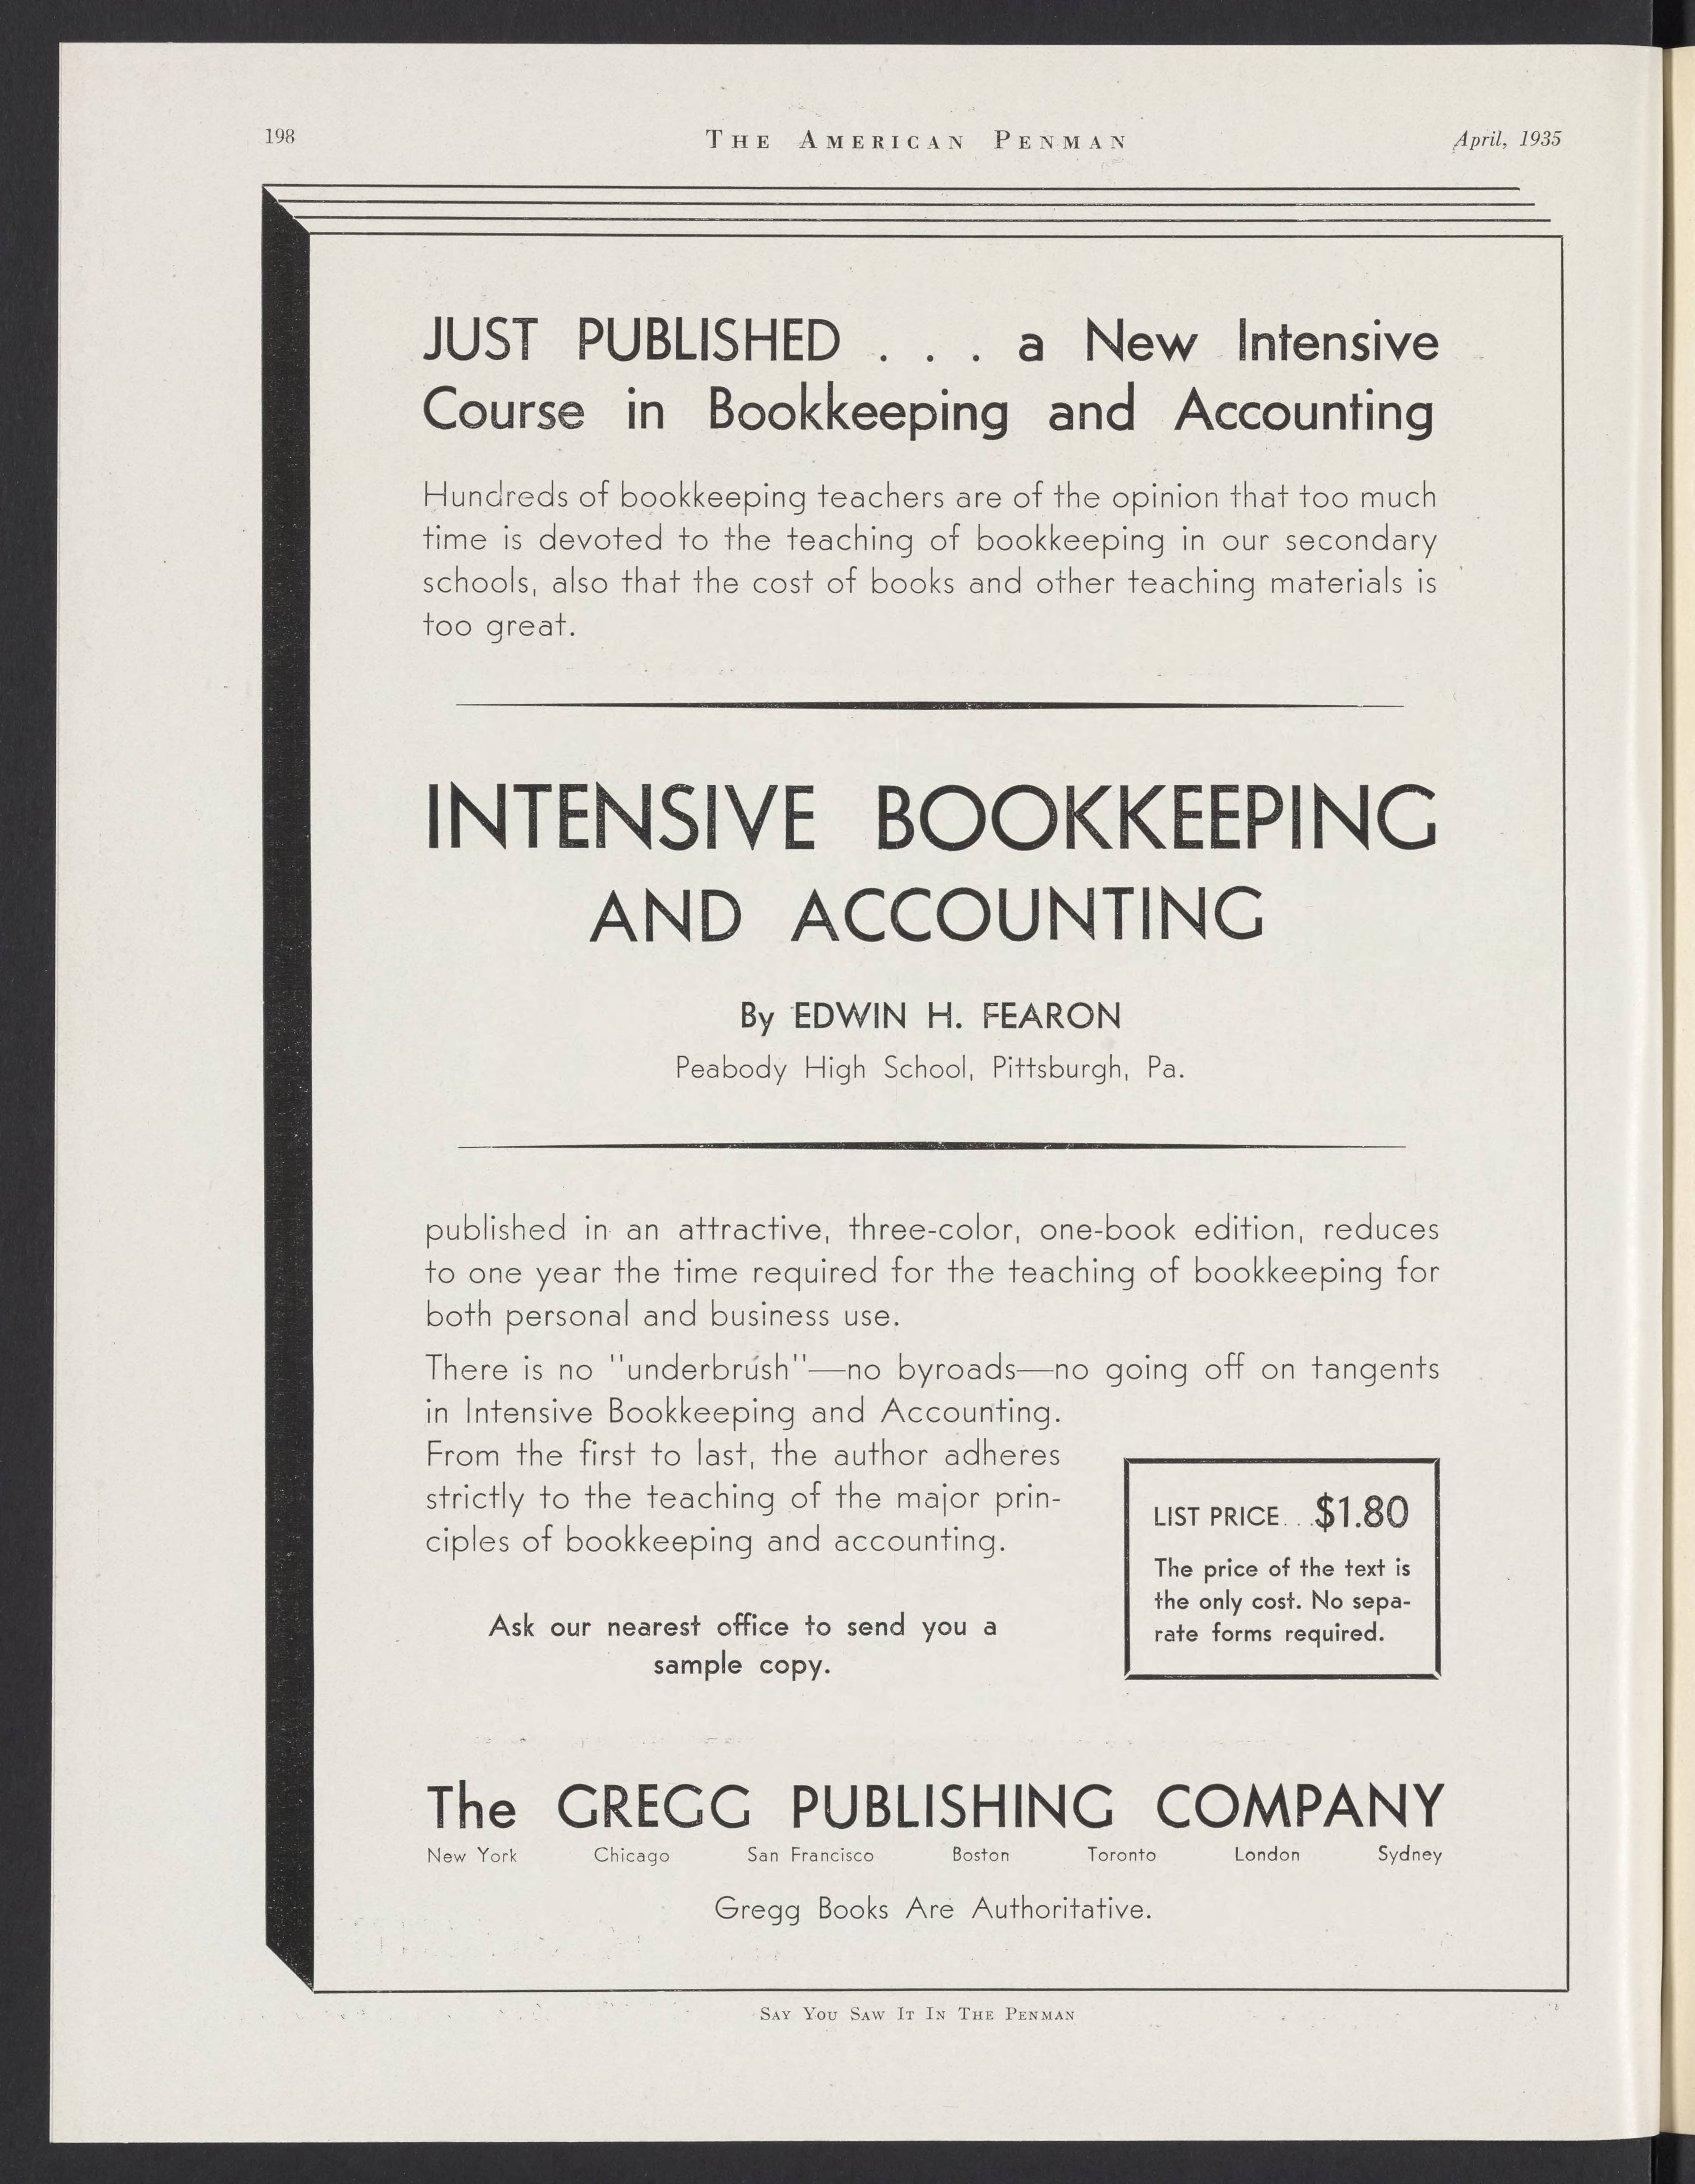 198
THE AMERICAN PENMAN
April, 1935
JUST PUBLISHED . . . a New Intensive
Course in Bookkeeping and Accounting
Hundreds of bookkeeping teachers are of the opinion that too much
time is devoted to the teaching of bookkeeping in our secondary
schools, also that the cost of books and other teaching materials is
too great.
INTENSIVE BOOKKEEPING
AND ACCOUNTING
By EDWIN H. FEARON
Peabody High School, Pittsburgh, Pa.
published in an attractive, three-color, one-book edition, reduces
to one year the time required for the teaching of bookkeeping for
both personal and business use.
There is no "underbrush"—no byroads—no going off on tangents
in Intensive Bookkeeping and Accounting.
From the first to last, the author adheres
strictly to the teaching of the major prin-
ciples of bookkeeping and accounting.
Ask our nearest office to send you a
sample copy.
LIST PRICE. . .$1.80
The price of the text is
the only cost. No sepa-
rate forms required.
The GREGG PUBLISHING COMPANY
New York Chicago San Francisco Boston Toronto London Sydney
Gregg Books Are Authoritative.
SAY YOU SAW IT IN THE PENMAN